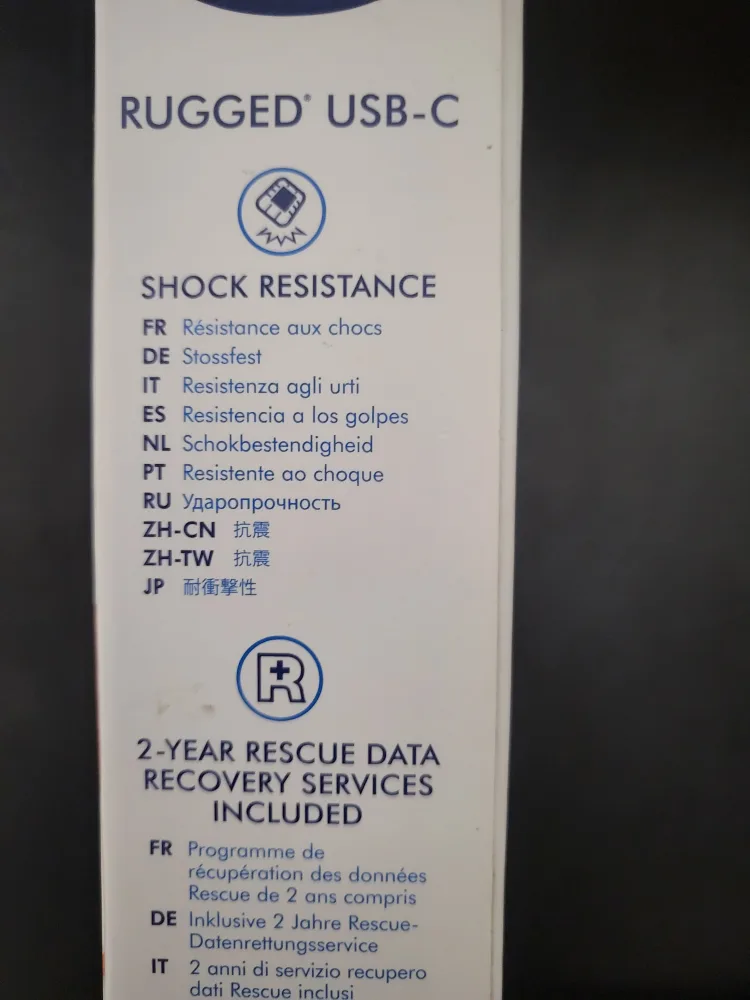 RUGGED® USB-C
SHOCK RESISTANCE
FR Résistance aux chocs
DE Stossfest
IT Resistenza agli urti
ES Resistencia a los golpes
NL Schokbestendigheid
PT Resistente ao choque
RU Ударопрочность
ZH-CN 抗震
ZH-TW 抗震
JP 耐衝撃性
R
2-YEAR RESCUE DATA
RECOVERY SERVICES
INCLUDED
FR Programme de
récupération des données
Rescue de 2 ans compris
DE Inklusive 2 Jahre Rescue-
Datenrettungsservice
IT 2 anni di servizio recupero
dati Rescue inclusi